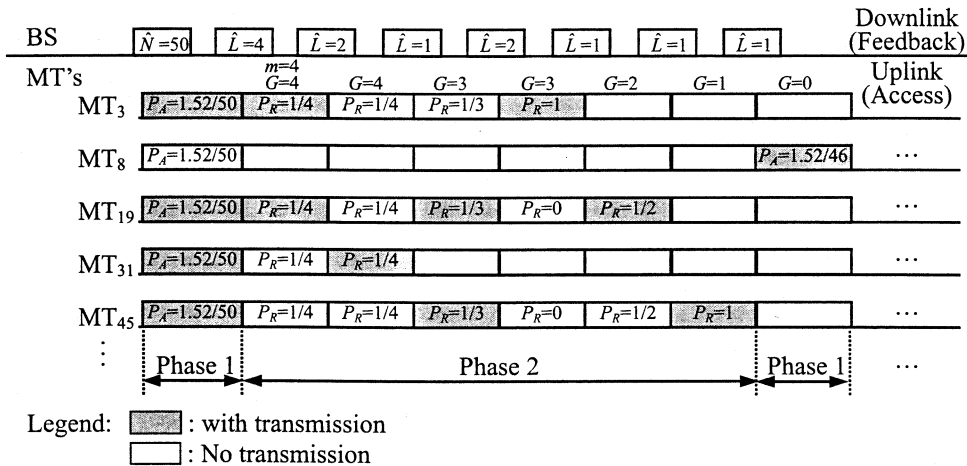 BS N̂=50 L̂=4 L̂=2 L̂=1 L̂=2 L̂=1 L̂=1 L̂=1 Downlink
(Feedback)
MT's m=4 Uplink
G=4 G=4 G=3 G=3 G=2 G=1 G=0 (Access)
MT3 PA=1.52/50 PR=1/4 PR=1/4 PR=1/3 PR=1
MT8 PA=1.52/50 PA=1.52/46 ...
MT19 PA=1.52/50 PR=1/4 PR=1/4 PR=1/3 PR=0 PR=1/2 ...
MT31 PA=1.52/50 PR=1/4 PR=1/4 ...
MT45 PA=1.52/50 PR=1/4 PR=1/4 PR=1/3 PR=0 PR=1/2 PR=1 ...
Phase 1 Phase 2 Phase 1 ...
Legend: : with transmission
: No transmission